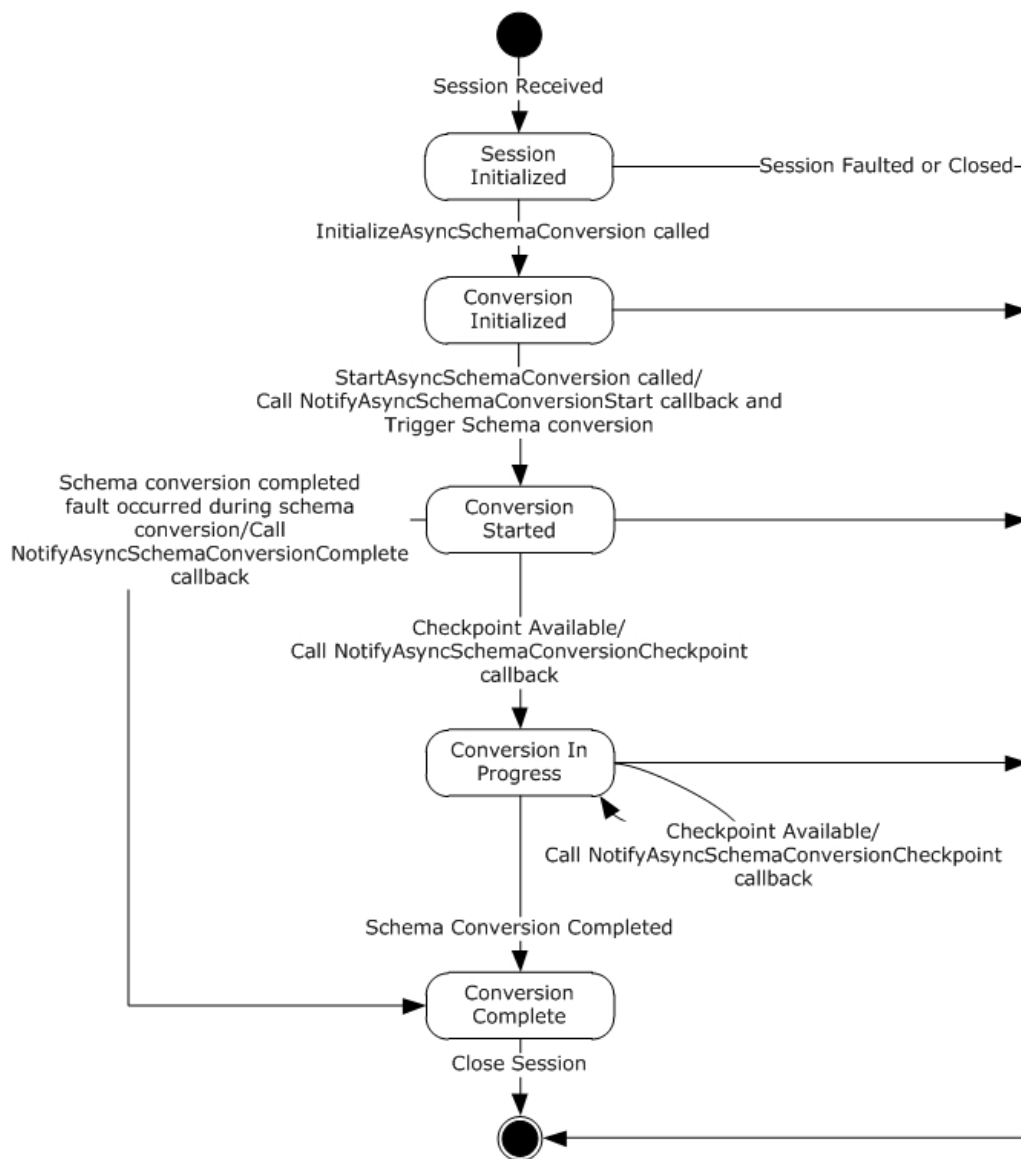 Session Received
Session
Initialized
Session Faulted or Closed
InitializeAsyncSchemaConversion called
Conversion
Initialized
StartAsyncSchemaConversion called/
Call NotifyAsyncSchemaConversionStart callback and
Trigger Schema conversion
Schema conversion completed
fault occurred during schema
conversion/Call
NotifyAsyncSchemaConversionComplete
callback
Conversion
Started
Checkpoint Available/
Call NotifyAsyncSchemaConversionCheckpoint
callback
Conversion In
Progress
Checkpoint Available/
Call NotifyAsyncSchemaConversionCheckpoint
callback
Schema Conversion Completed
Conversion
Complete
Close Session